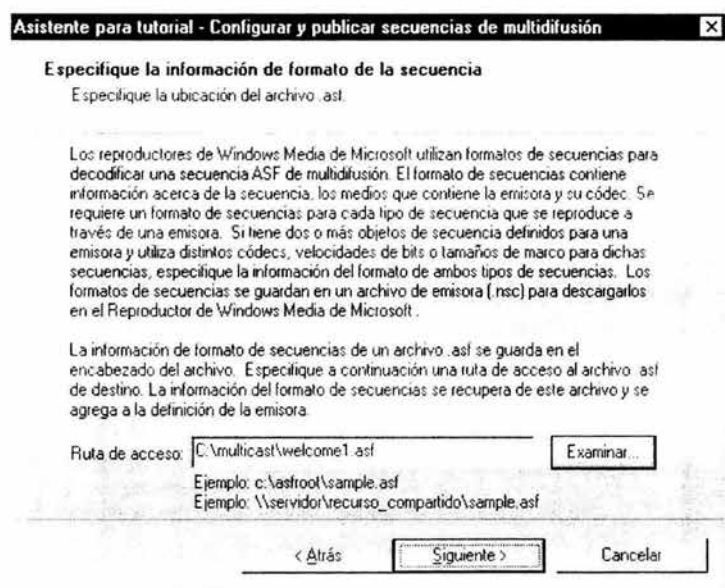 Asistente para tutorial - Configurar y publicar secuencias de multidifusión
Especifique la información de formato de la secuencia
Especifique la ubicación del archivo .asf.
Los reproductores de Windows Media de Microsoft utilizan formatos de secuencias para
decodificar una secuencia ASF de multidifusión. El formato de secuencias contiene
información acerca de la secuencia, los medios que contiene la emisora y su códec. Se
requiere un formato de secuencias para cada tipo de secuencia que se reproduce a
través de una emisora. Si tiene dos o más objetos de secuencia definidos para una
emisora y utiliza distintos códecs, velocidades de bits o tamaños de marco para dichas
secuencias, especifique la información del formato de ambos tipos de secuencias. Los
formatos de secuencias se guardan en un archivo de emisora (.nsc) para descargarlos
en el Reproductor de Windows Media de Microsoft .
La información de formato de secuencias de un archivo .asf se guarda en el
encabezado del archivo. Especifique a continuación una ruta de acceso al archivo .asf
de destino. La información del formato de secuencias se recupera de este archivo y se
agrega a la definición de la emisora.
Ruta de acceso: C:\multicast\welcome1.asf Examinar...
Ejemplo: c:\asfroot\sample.asf
Ejemplo: \\servidor\recurso_compartido\sample.asf
< Atrás Siguiente > Cancelar